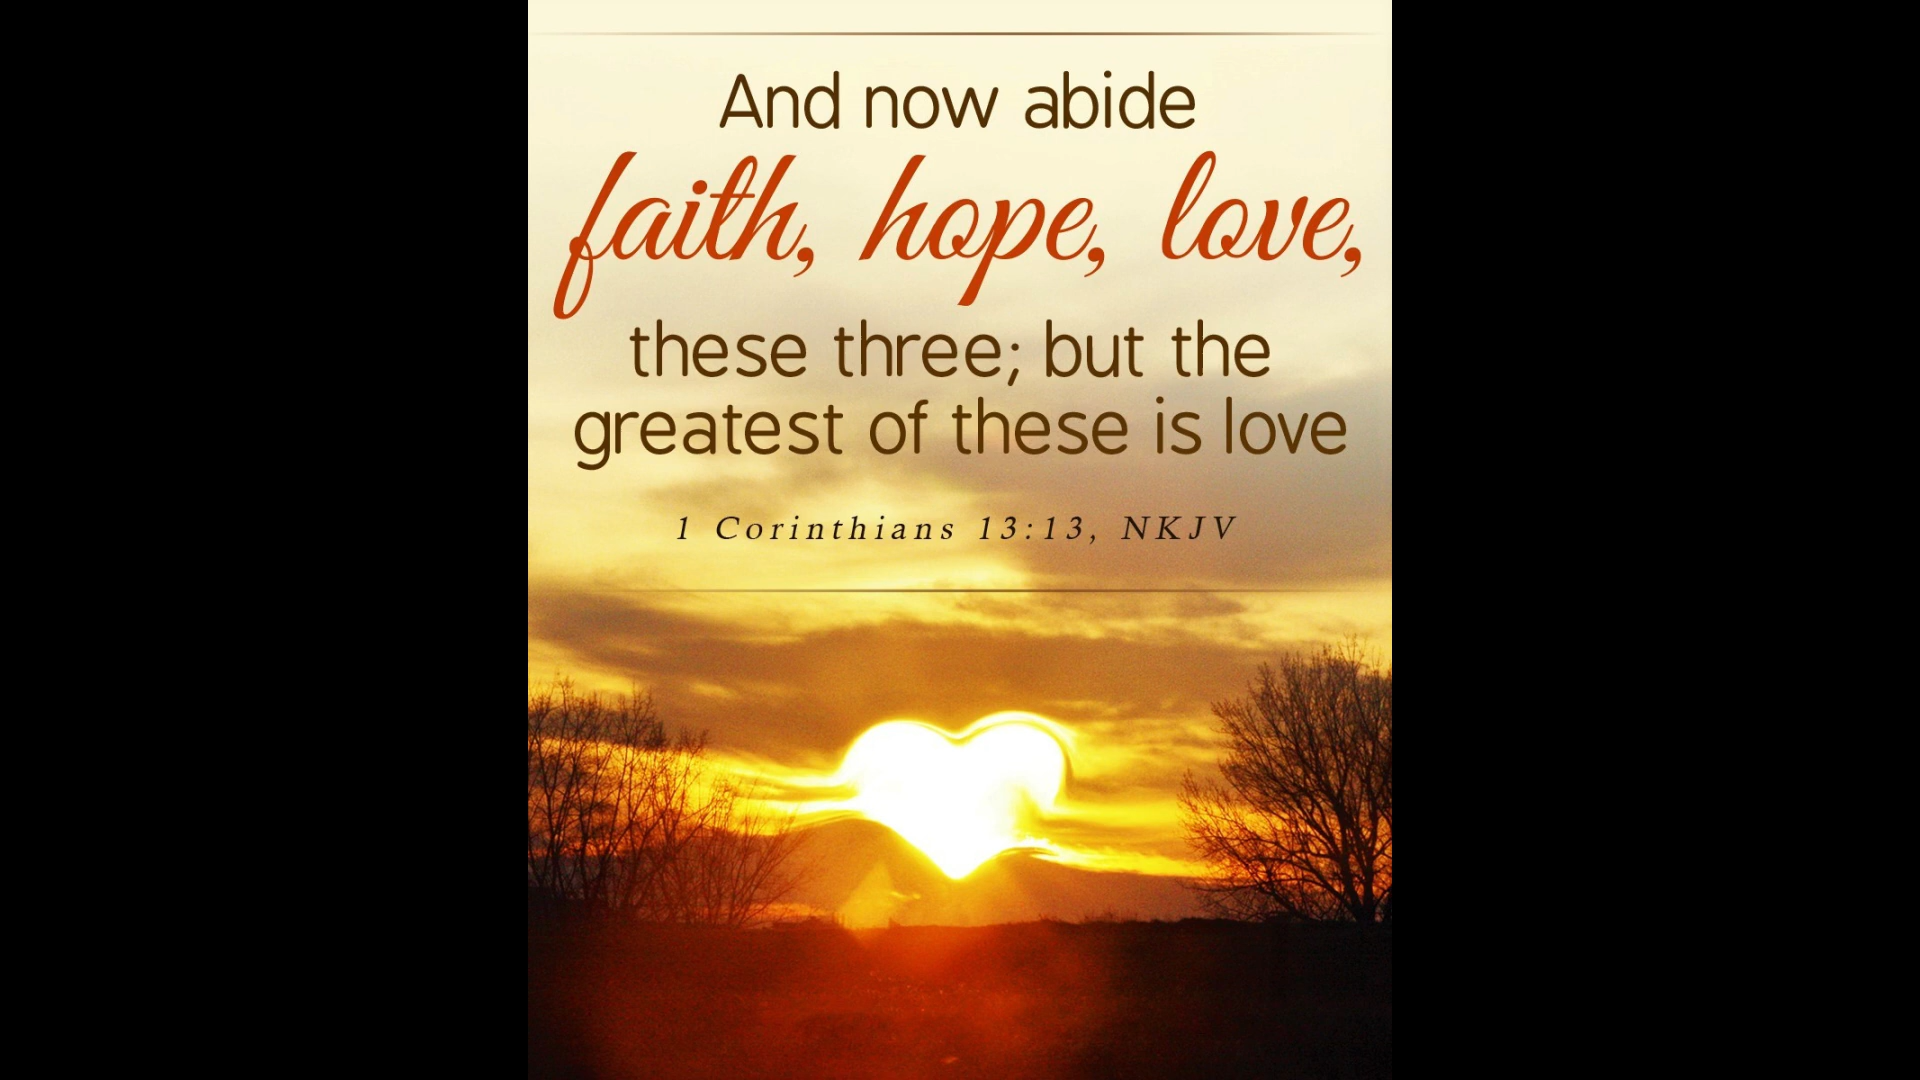 And now abide
faith, hope, love,
these three; but the
greatest of these is love
1 Corinthians 13:13, NKJV